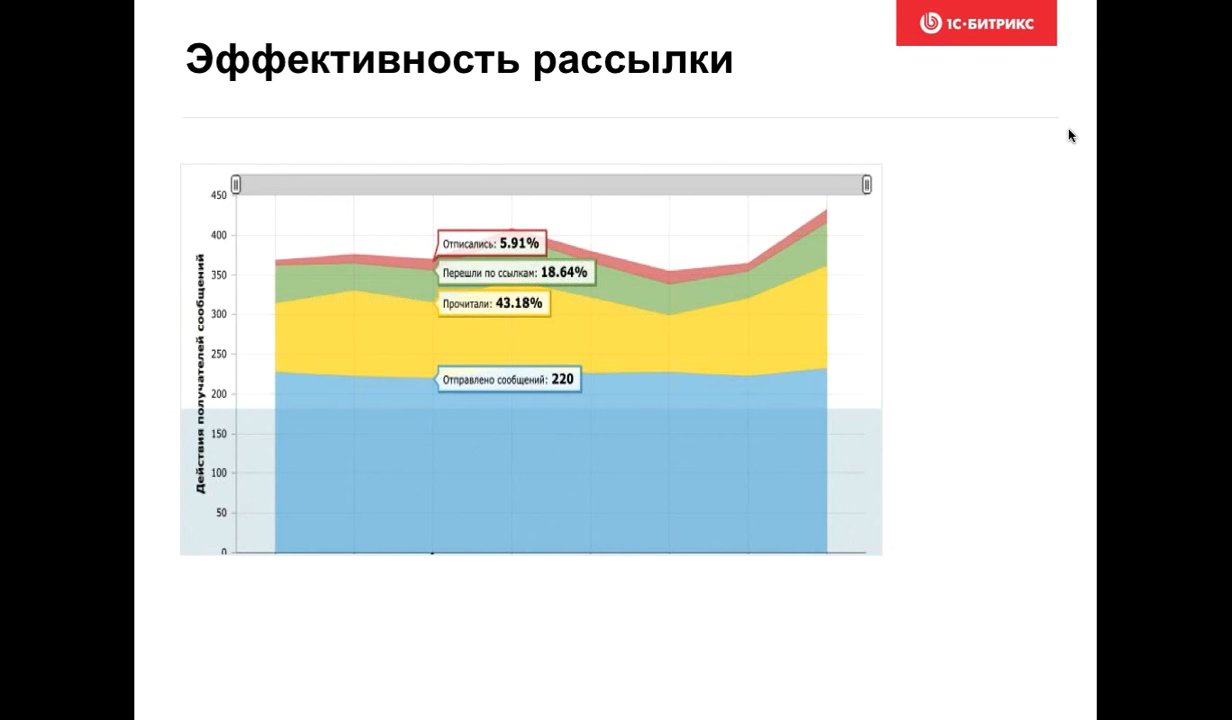 1С·БИТРИКС
Эффективность рассылки
Действия получателей сообщений
450
400
350
300
250
200
150
100
50
0
Отписались: 5.91%
Перешли по ссылкам: 18.64%
Прочитали: 43.18%
Отправлено сообщений: 220